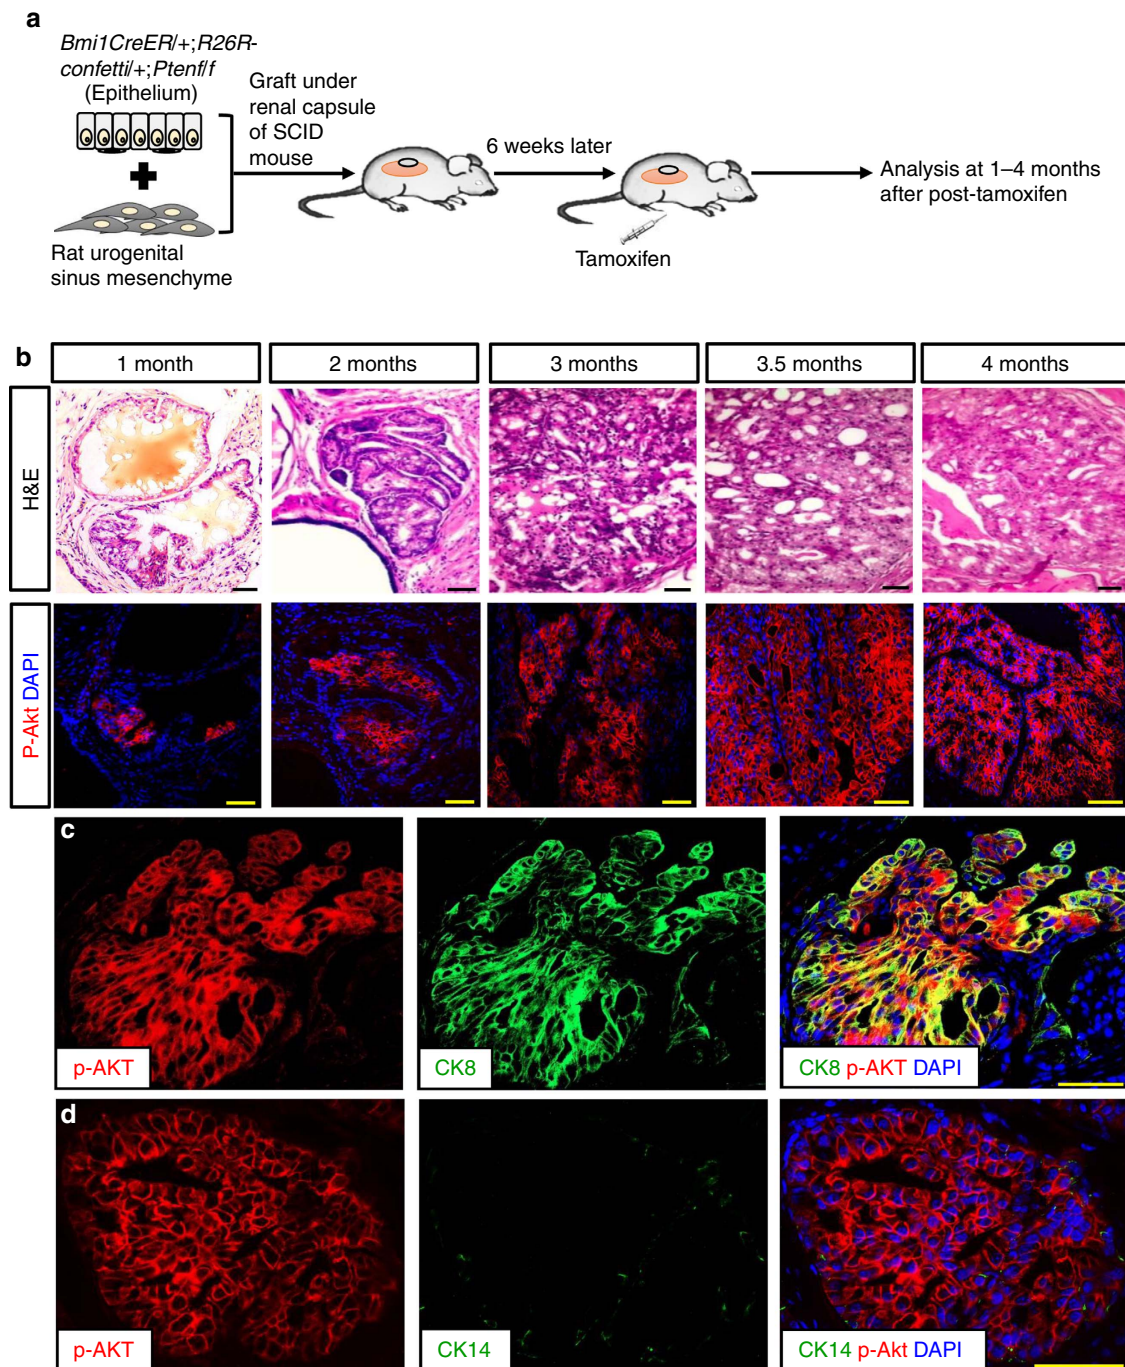 a
Bmi1CreER/+;R26R-
confetti/+;Ptenf/f
(Epithelium)
Rat urogenital
sinus mesenchyme
Graft under
renal capsule
of SCID
mouse
6 weeks later
Tamoxifen
Analysis at 1–4 months
after post-tamoxifen
b
1 month
2 months
3 months
3.5 months
4 months
H&E
P-Akt DAPI
c
p-AKT
CK8
CK8 p-AKT DAPI
d
p-AKT
CK14
CK14 p-Akt DAPI